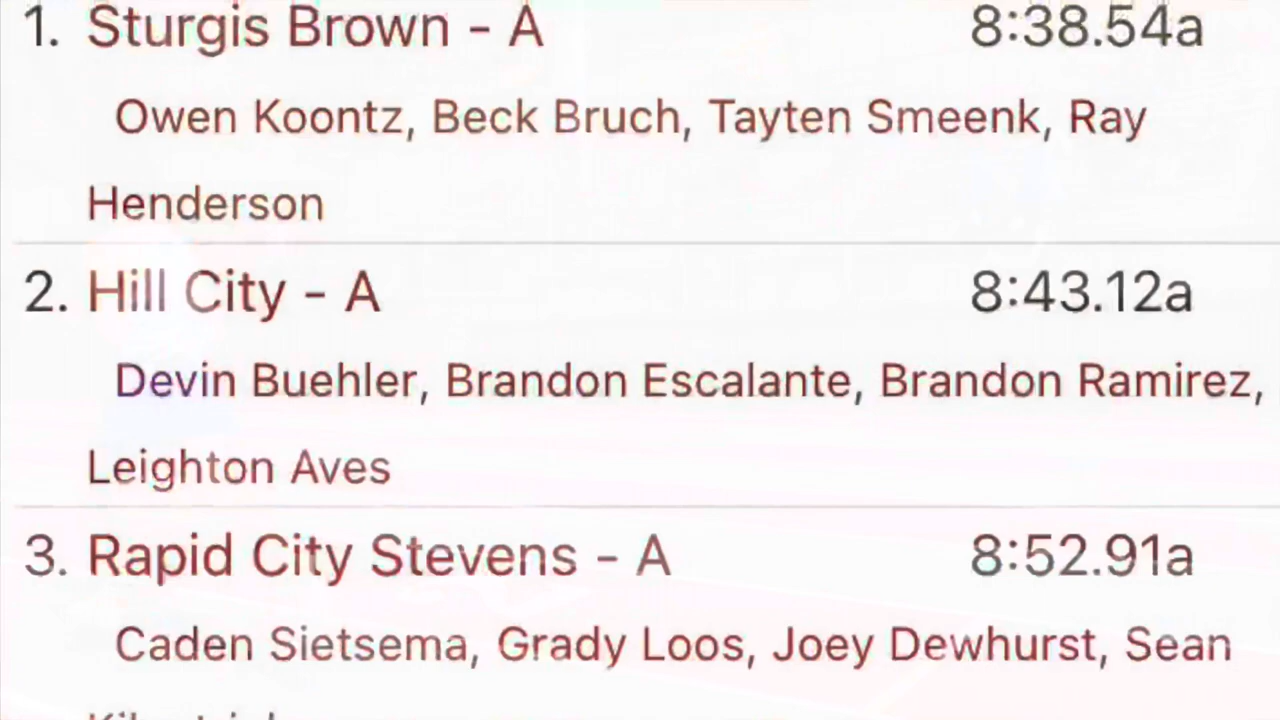 1. Sturgis Brown - A 8:38.54a
Owen Koontz, Beck Bruch, Tayten Smeenk, Ray
Henderson
2. Hill City - A 8:43.12a
Devin Buehler, Brandon Escalante, Brandon Ramirez,
Leighton Aves
3. Rapid City Stevens - A 8:52.91a
Caden Sietsema, Grady Loos, Joey Dewhurst, Sean